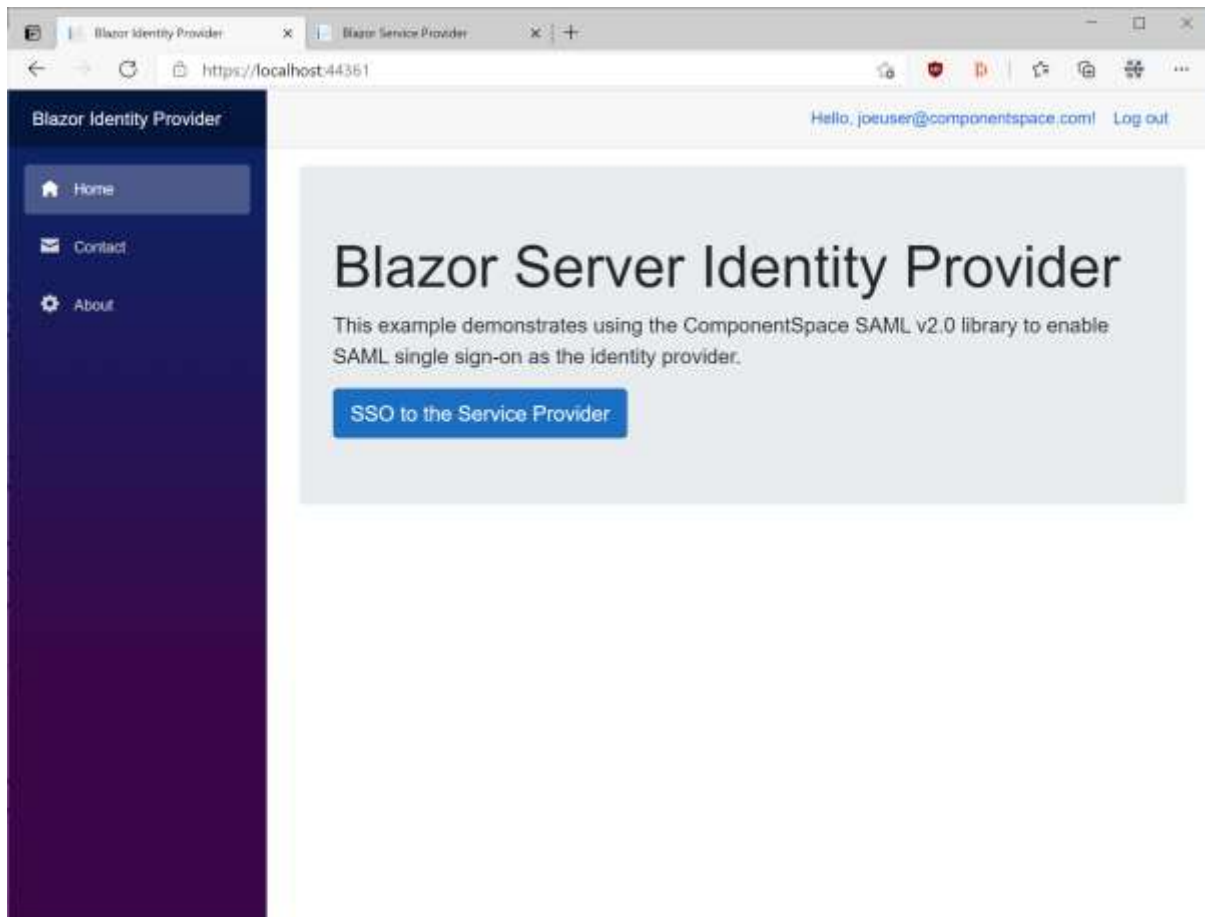 Blazor Identity Provider
Blazor Service Provider
https://localhost:44361
Blazor Identity Provider
Hello, joeuser@componentspace.com! Log out
Home
Contact
About
Blazor Server Identity Provider
This example demonstrates using the ComponentSpace SAML v2.0 library to enable
SAML single sign-on as the identity provider.
SSO to the Service Provider